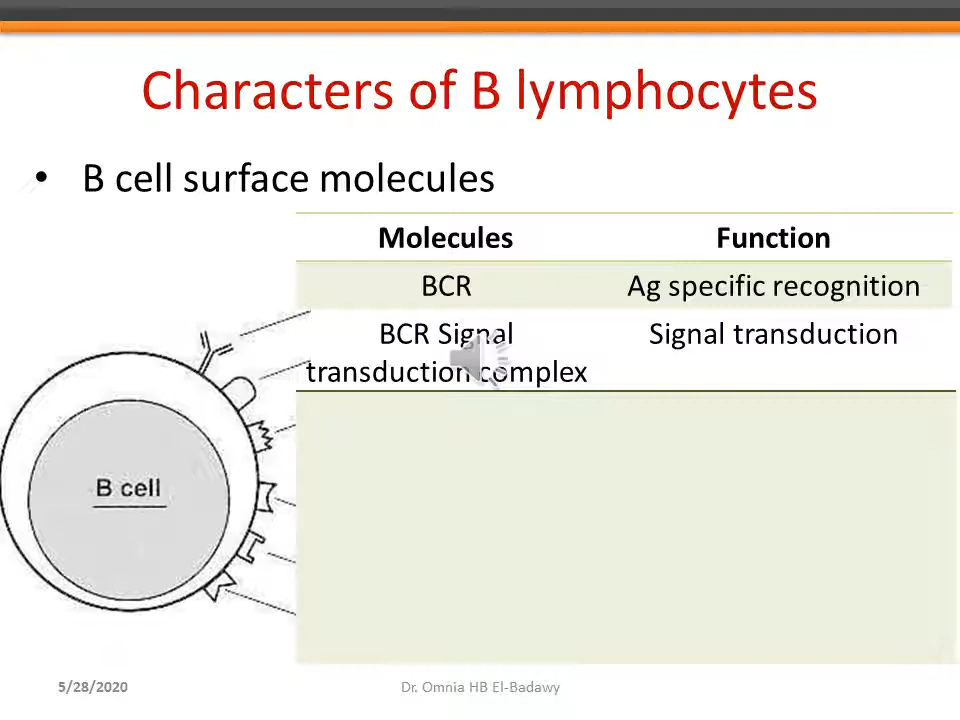 Characters of B lymphocytes
• B cell surface molecules
Molecules Function
BCR Ag specific recognition
BCR Signal Signal transduction
transduction complex
B cell
5/28/2020 Dr. Omnia HB El-Badawy